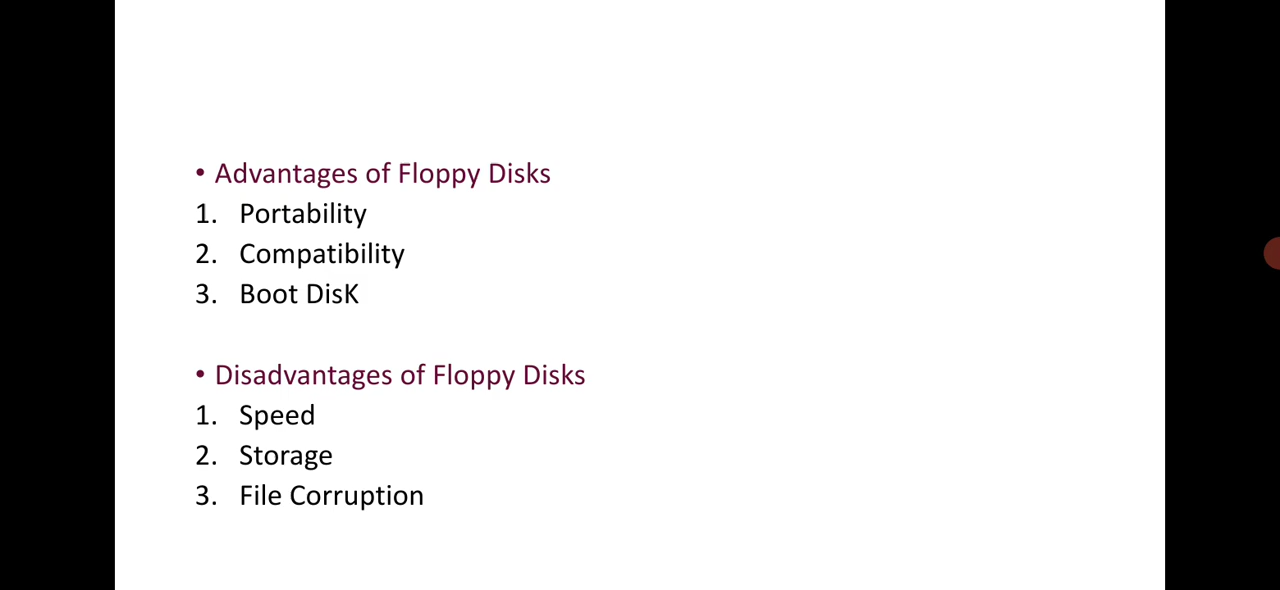 • Advantages of Floppy Disks
1. Portability
2. Compatibility
3. Boot DisK
• Disadvantages of Floppy Disks
1. Speed
2. Storage
3. File Corruption